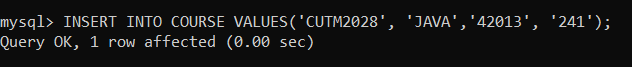 mysql> INSERT INTO COURSE VALUES('CUTM2028', 'JAVA','42013', '241');
Query OK, 1 row affected (0.00 sec)